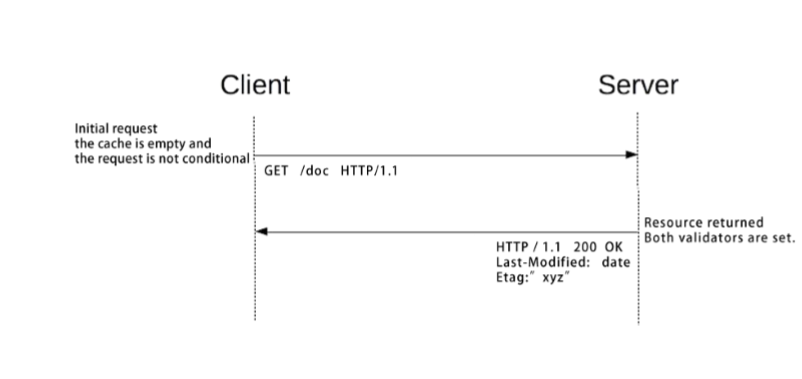 Client
Server
Initial request
the cache is empty and
the request is not conditional
GET /doc HTTP/1.1
Resource returned
Both validators are set.
HTTP / 1.1 200 OK
Last-Modified: date
Etag:" xyz"